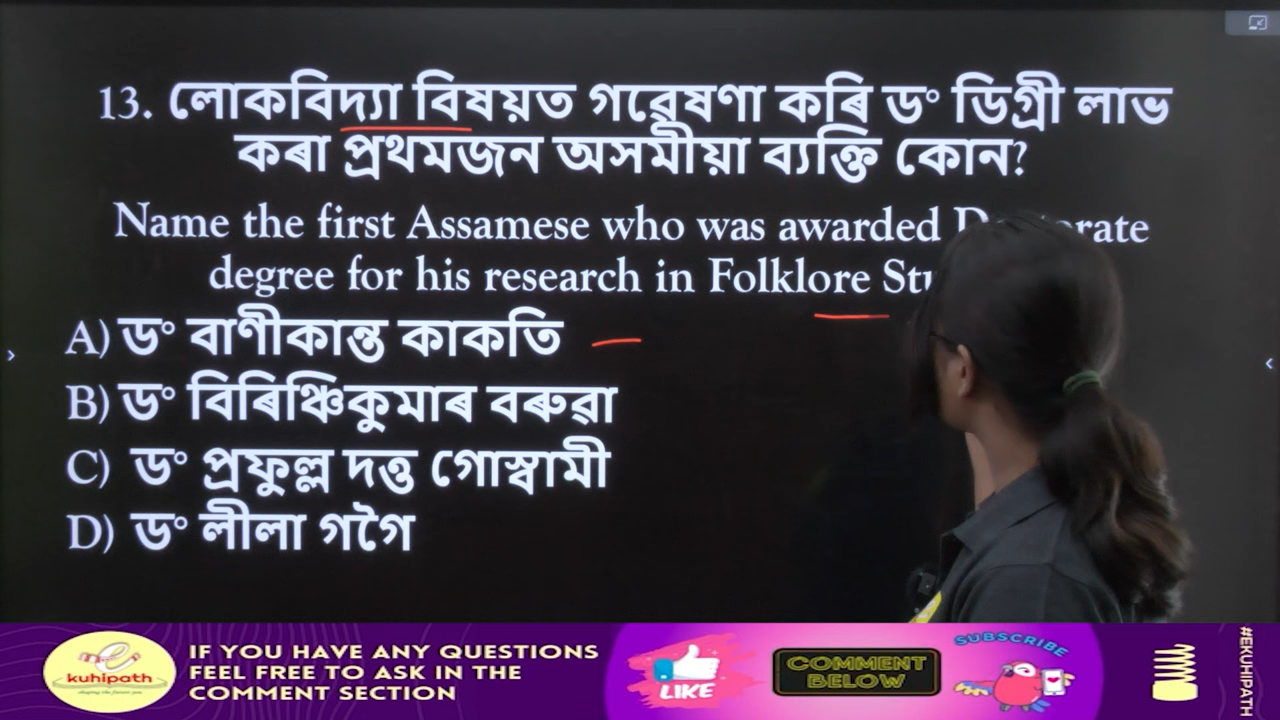 13. লোকবিদ্যা বিষয়ত গৱেষণা কৰি ড° ডিগ্ৰী লাভ
কৰা প্ৰথমজন অসমীয়া ব্যক্তি কোন?
Name the first Assamese who was awarded
degree for his research in Folklore
A) ড° বাণীকান্ত কাকতি
B) ড° বিৰিঞ্চিকুমাৰ বৰুৱা
C) ড° প্ৰফুল্ল দত্ত গোস্বামী
D) ড° লীলা গগৈ
e
kuhipath
IF YOU HAVE ANY QUESTIONS
FEEL FREE TO ASK IN THE
COMMENT SECTION
LIKE
COMMENT
BELOW
SUBSCRIBE
#EKUHIPATH